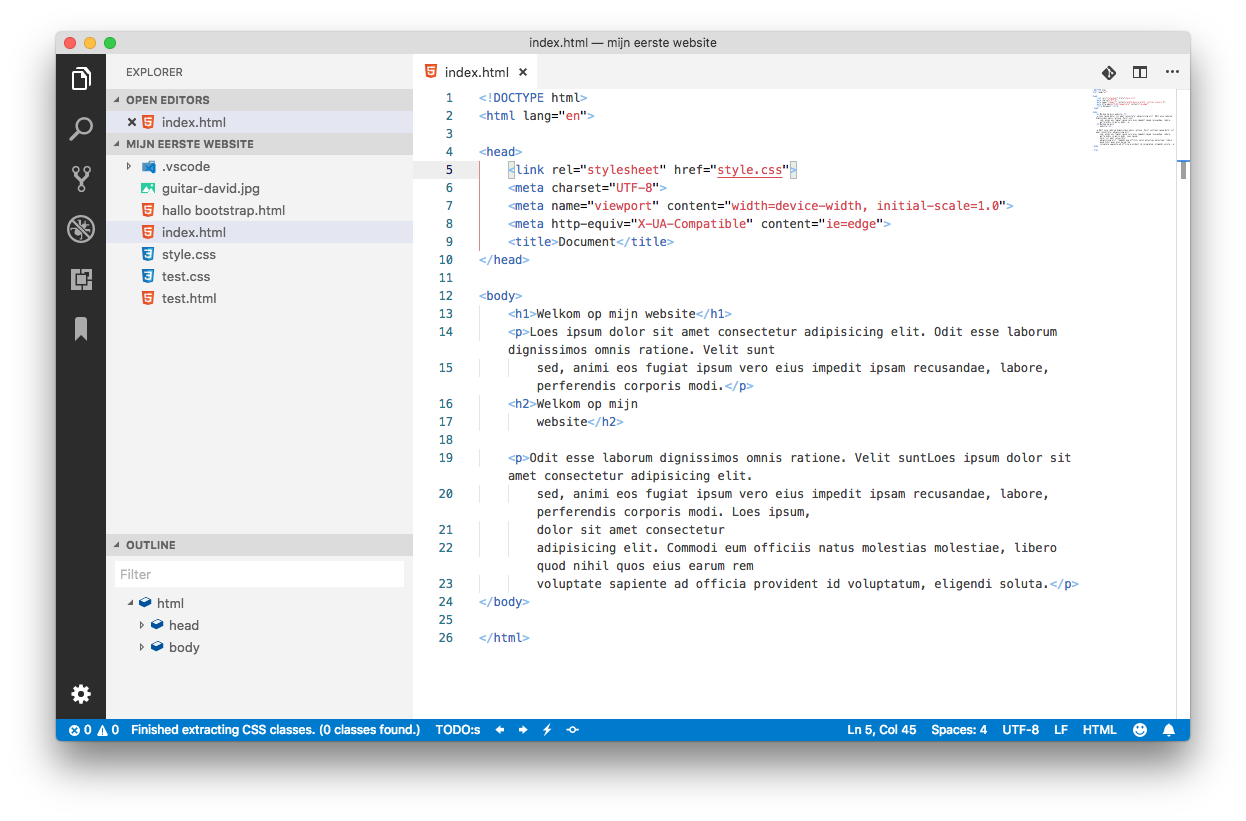 index.html — mijn eerste website
EXPLORER
OPEN EDITORS
index.html
MIJN EERSTE WEBSITE
.vscode
guitar-david.jpg
hallo bootstrap.html
index.html
style.css
test.css
test.html
OUTLINE
Filter
html
head
body
index.html
1 <!DOCTYPE html>
2 <html lang="en">
3
4 <head>
5 <link rel="stylesheet" href="style.css">
6 <meta charset="UTF-8">
7 <meta name="viewport" content="width=device-width, initial-scale=1.0">
8 <meta http-equiv="X-UA-Compatible" content="ie=edge">
9 <title>Document</title>
10 </head>
11
12 <body>
13 <h1>Welkom op mijn website</h1>
14 <p>Loes ipsum dolor sit amet consectetur adipisicing elit. Odit esse laborum
dignissimos omnis ratione. Velit sunt
15 sed, animi eos fugiat ipsum vero eius impedit ipsam recusandae, labore,
perferendis corporis modi.</p>
16 <h2>Welkom op mijn
17 website</h2>
18
19 <p>Odit esse laborum dignissimos omnis ratione. Velit suntLoes ipsum dolor sit
amet consectetur adipisicing elit.
20 sed, animi eos fugiat ipsum vero eius impedit ipsam recusandae, labore,
perferendis corporis modi. Loes ipsum,
21 dolor sit amet consectetur
22 adipisicing elit. Commodi eum officiis natus molestias molestiae, libero
quod nihil quos eius earum rem
23 voluptate sapiente ad officia provident id voluptatum, eligendi soluta.</p>
24 </body>
25
26 </html>
0 0 Finished extracting CSS classes. (0 classes found.) TODO:s Ln 5, Col 45 Spaces: 4 UTF-8 LF HTML